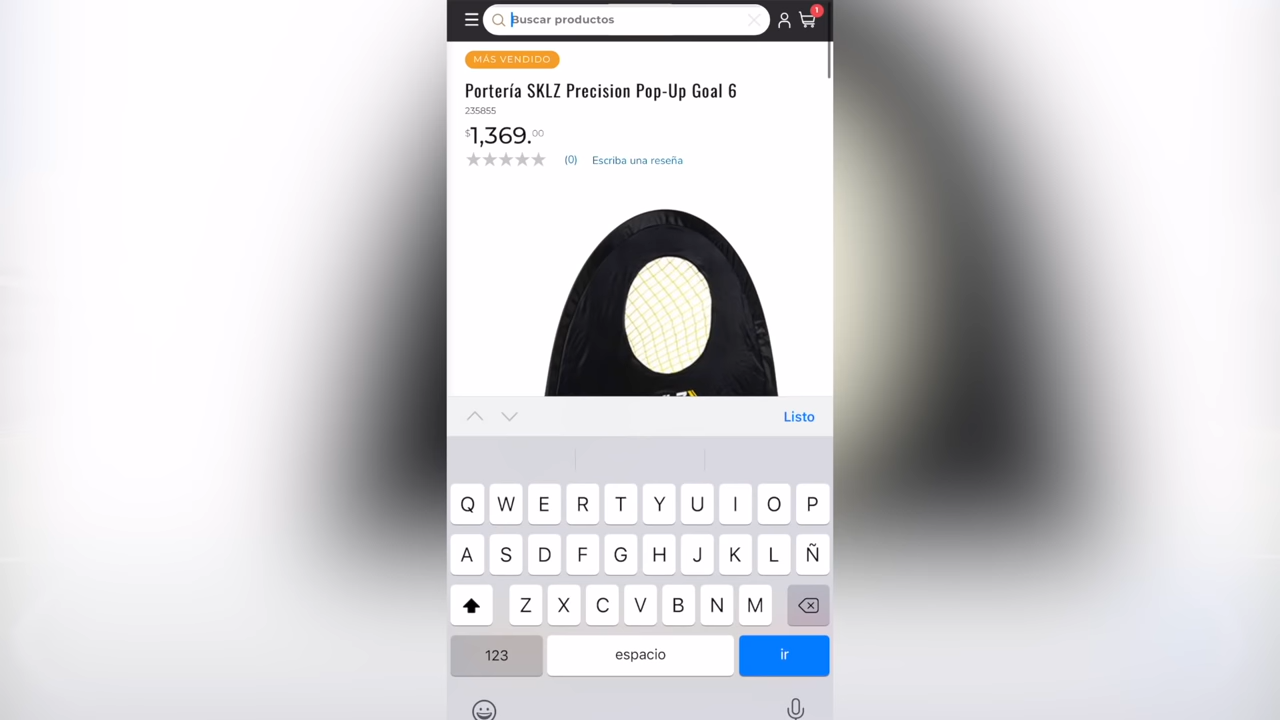 Buscar productos
1
MÁS VENDIDO
Portería SKLZ Precision Pop-Up Goal 6
235855
$1,369.00
(0) Escriba una reseña
Listo
Q W E R T Y U I O P
A S D F G H J K L Ñ
Z X C V B N M
123 espacio ir